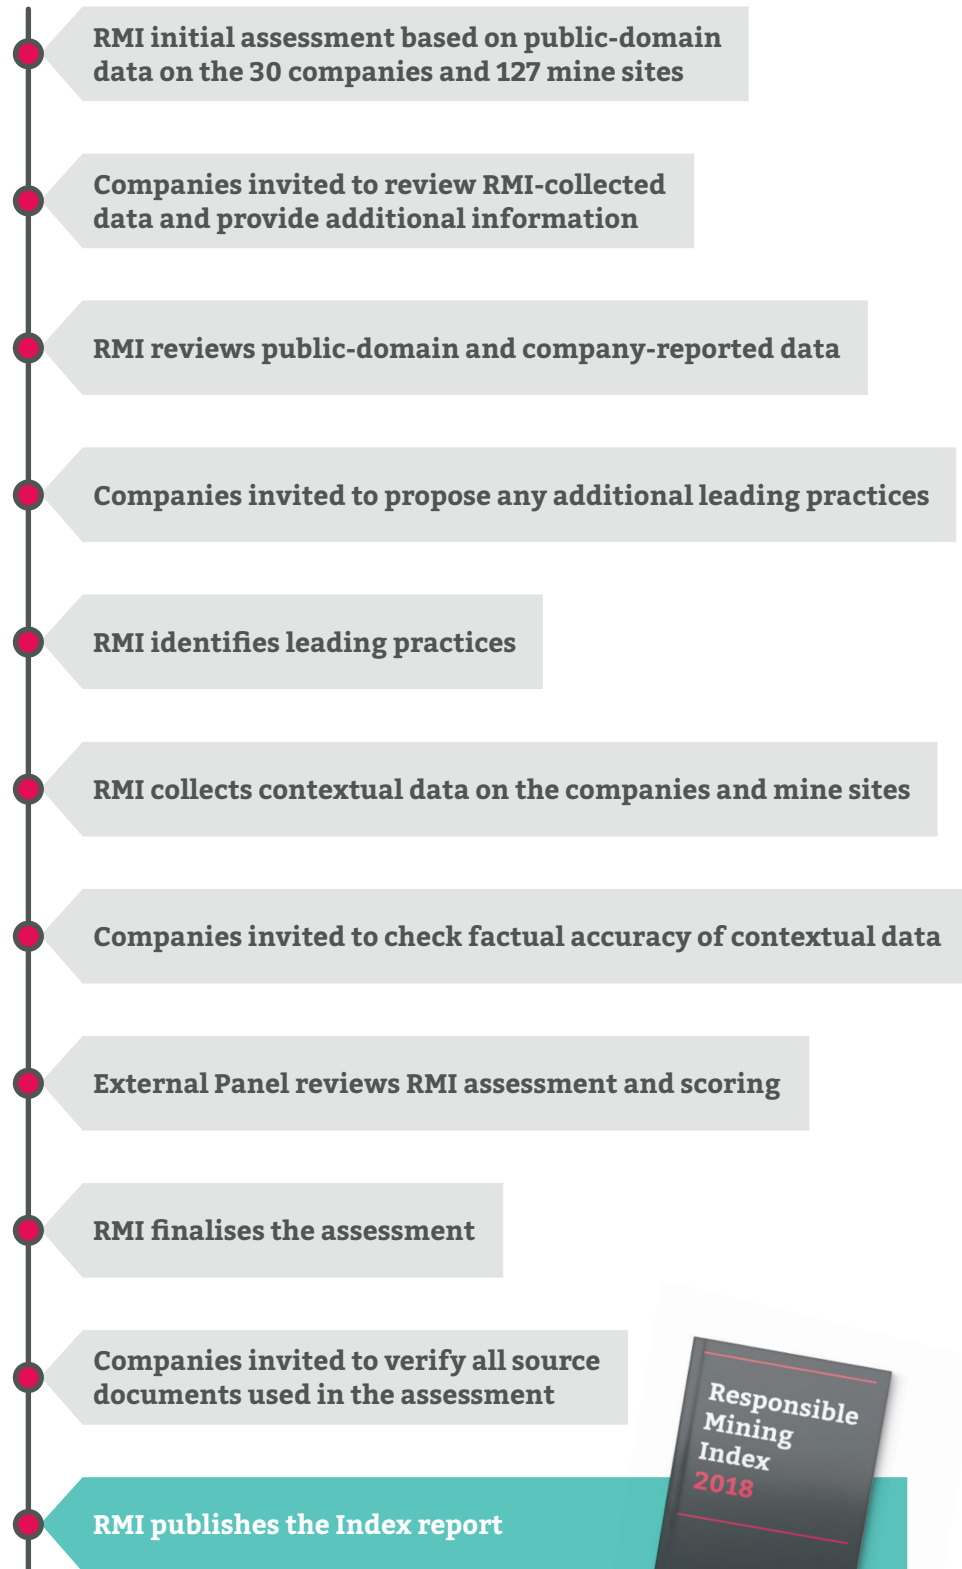 RMI initial assessment based on public-domain
data on the 30 companies and 127 mine sites
Companies invited to review RMI-collected
data and provide additional information
RMI reviews public-domain and company-reported data
Companies invited to propose any additional leading practices
RMI identifies leading practices
RMI collects contextual data on the companies and mine sites
Companies invited to check factual accuracy of contextual data
External Panel reviews RMI assessment and scoring
RMI finalises the assessment
Companies invited to verify all source
documents used in the assessment
Responsible
Mining
Index
2018
RMI publishes the Index report